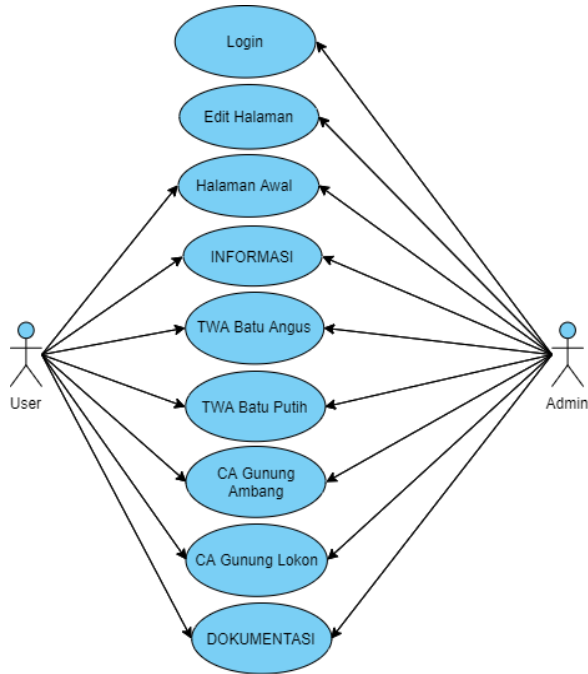 Login
Edit Halaman
Halaman Awal
INFORMASI
TWA Batu Angus
User
Admin
TWA Batu Putih
CA Gunung
Ambang
CA Gunung Lokon
DOKUMENTASI